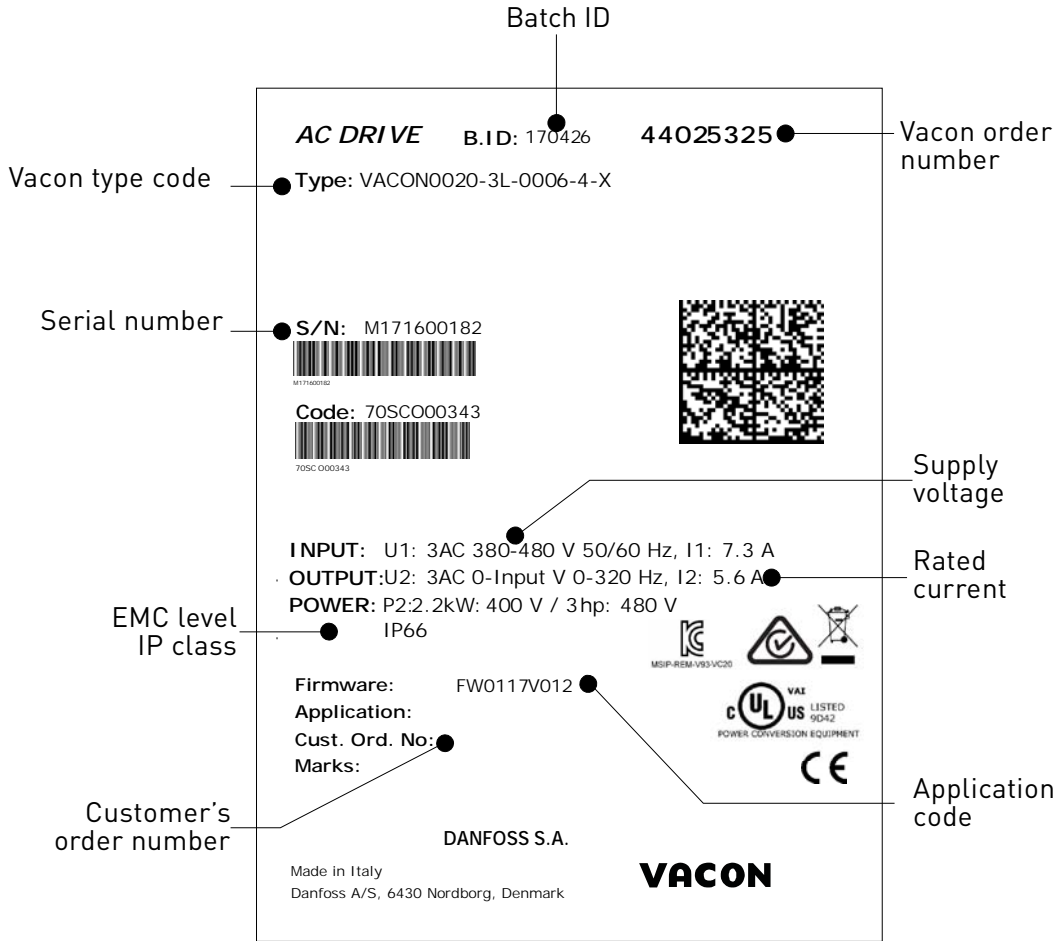 Batch ID
AC DRIVE B.ID: 170426 44025325
Vacon order
number
Vacon type code
Type: VACON0020-3L-0006-4-X
Serial number
S/N: M171600182
M171600182
Code: 70SCO00343
70SC O00343
Supply
voltage
INPUT: U1: 3AC 380-480 V 50/60 Hz, I1: 7.3 A
OUTPUT: U2: 3AC 0-Input V 0-320 Hz, I2: 5.6 A
Rated
current
POWER: P2:2.2kW: 400 V / 3hp: 480 V
EMC level
IP class
IP66
MSIP-REM-V93-VC20
Firmware: FW0117V012
Application:
Cust. Ord. No:
Marks:
VAI
C UL US LISTED
9D42
POWER CONVERSION EQUIPMENT
CE
Customer's
order number
Application
code
DANFOSS S.A.
Made in Italy
Danfoss A/S, 6430 Nordborg, Denmark
VACON